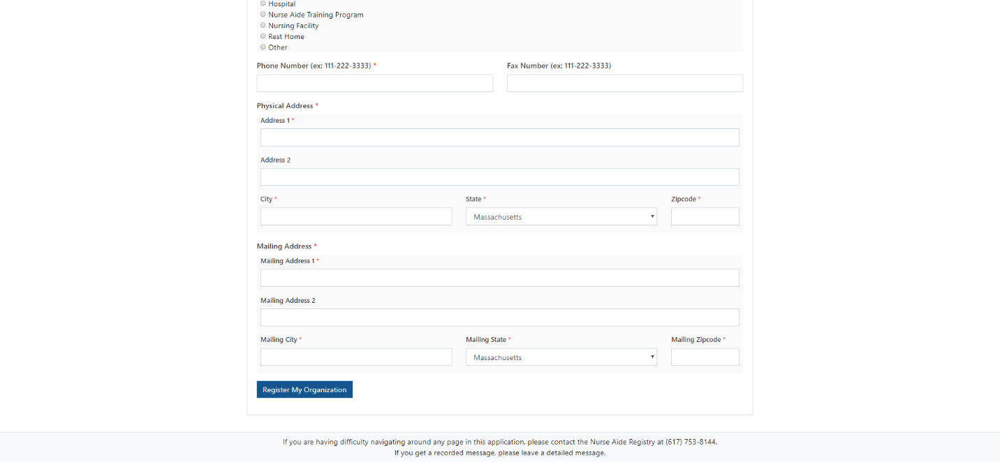 Hospital
Nurse Aide Training Program
Nursing Facility
Rest Home
Other
Phone Number (ex: 111-222-3333) * Fax Number (ex: 111-222-3333)
Physical Address *
Address 1 *
Address 2
City * State * Zipcode *
Massachusetts
Mailing Address *
Mailing Address 1 *
Mailing Address 2
Mailing City * Mailing State * Mailing Zipcode *
Massachusetts
Register My Organization
If you are having difficulty navigating around any page in this application, please contact the Nurse Aide Registry at (617) 753-8144.
If you get a recorded message, please leave a detailed message.